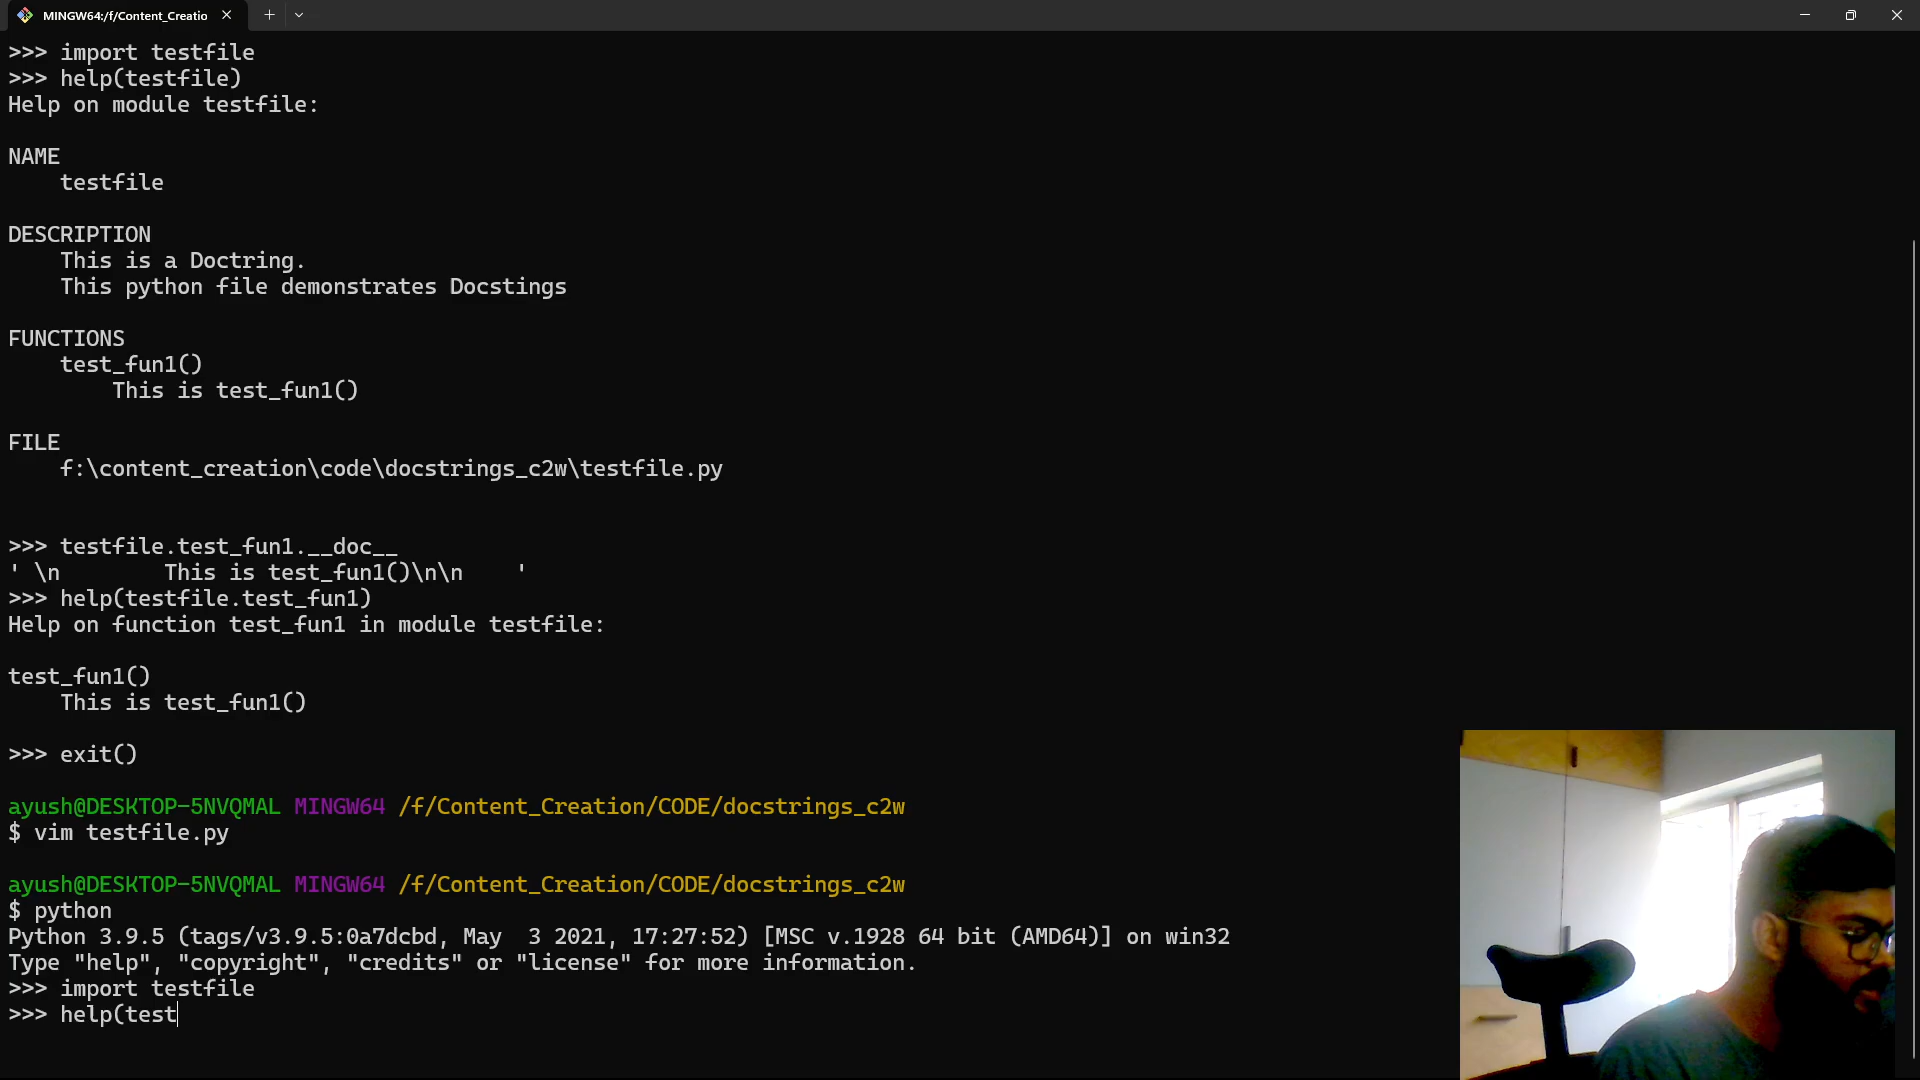 MINGW64:/f/Content_Creatio
>>> import testfile
>>> help(testfile)
Help on module testfile:
NAME
    testfile
DESCRIPTION
    This is a Doctring.
    This python file demonstrates Docstings
FUNCTIONS
    test_fun1()
        This is test_fun1()
FILE
    f:\content_creation\code\docstrings_c2w\testfile.py
>>> testfile.test_fun1.__doc__
' \n        This is test_fun1()\n\n    '
>>> help(testfile.test_fun1)
Help on function test_fun1 in module testfile:
test_fun1()
    This is test_fun1()
>>> exit()
ayush@DESKTOP-5NVQMAL MINGW64 /f/Content_Creation/CODE/docstrings_c2w
$ vim testfile.py
ayush@DESKTOP-5NVQMAL MINGW64 /f/Content_Creation/CODE/docstrings_c2w
$ python
Python 3.9.5 (tags/v3.9.5:0a7dcbd, May  3 2021, 17:27:52) [MSC v.1928 64 bit (AMD64)] on win32
Type "help", "copyright", "credits" or "license" for more information.
>>> import testfile
>>> help(test